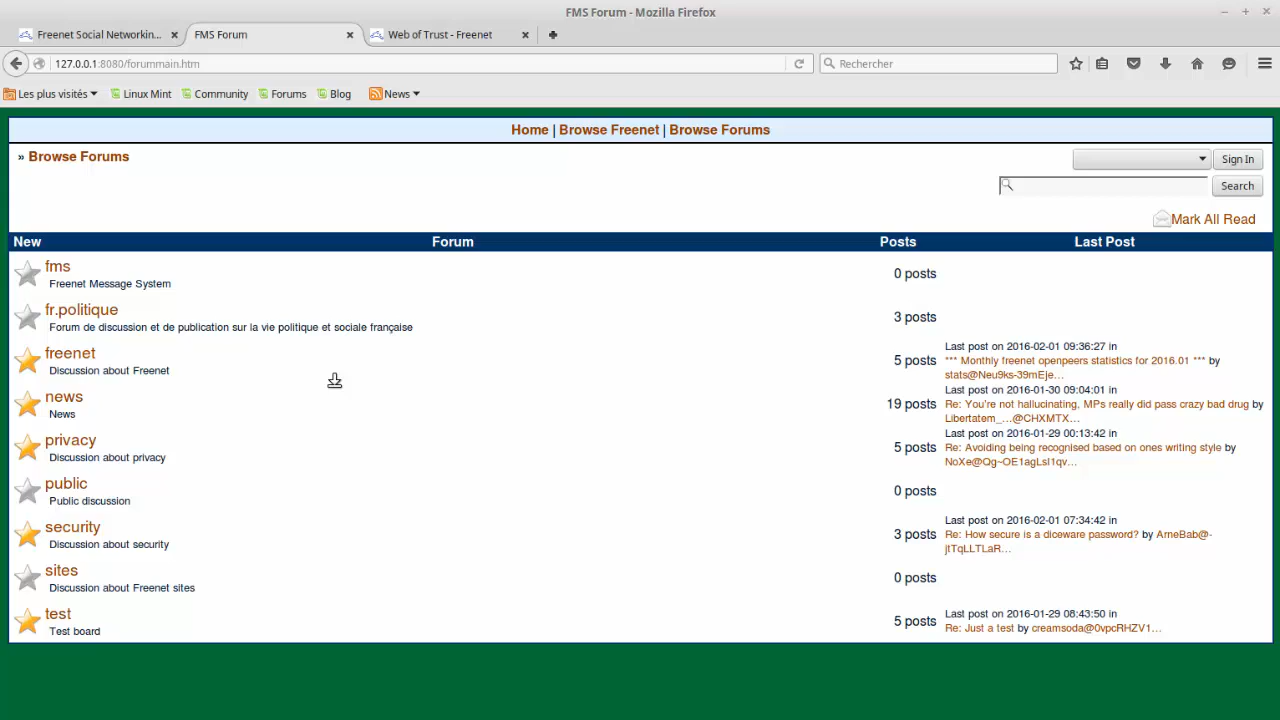 FMS Forum - Mozilla Firefox
Freenet Social Networkin...
FMS Forum
Web of Trust - Freenet
127.0.0.1:8080/forummain.htm
Rechercher
Les plus visités
Linux Mint
Community
Forums
Blog
News
Home | Browse Freenet | Browse Forums
» Browse Forums
Sign In
Search
Mark All Read
New Forum Posts Last Post
fms
Freenet Message System
0 posts
fr.politique
Forum de discussion et de publication sur la vie politique et sociale française
3 posts
freenet
Discussion about Freenet
5 posts
Last post on 2016-02-01 09:36:27 in
*** Monthly freenet openpeers statistics for 2016.01 *** by
stats@Neu9ks-39mEje...
news
News
19 posts
Last post on 2016-01-30 09:04:01 in
Re: You're not hallucinating, MPs really did pass crazy bad drug by
Libertatem_...@CHXMTX...
privacy
Discussion about privacy
5 posts
Last post on 2016-01-29 00:13:42 in
Re: Avoiding being recognised based on ones writing style by
NoXe@Qg~OE1agLsI1qv...
public
Public discussion
0 posts
security
Discussion about security
3 posts
Last post on 2016-02-01 07:34:42 in
Re: How secure is a diceware password? by ArneBab@-
jtTqLLTLaR...
sites
Discussion about Freenet sites
0 posts
test
Test board
5 posts
Last post on 2016-01-29 08:43:50 in
Re: Just a test by creamsoda@0vpcRHZV1...